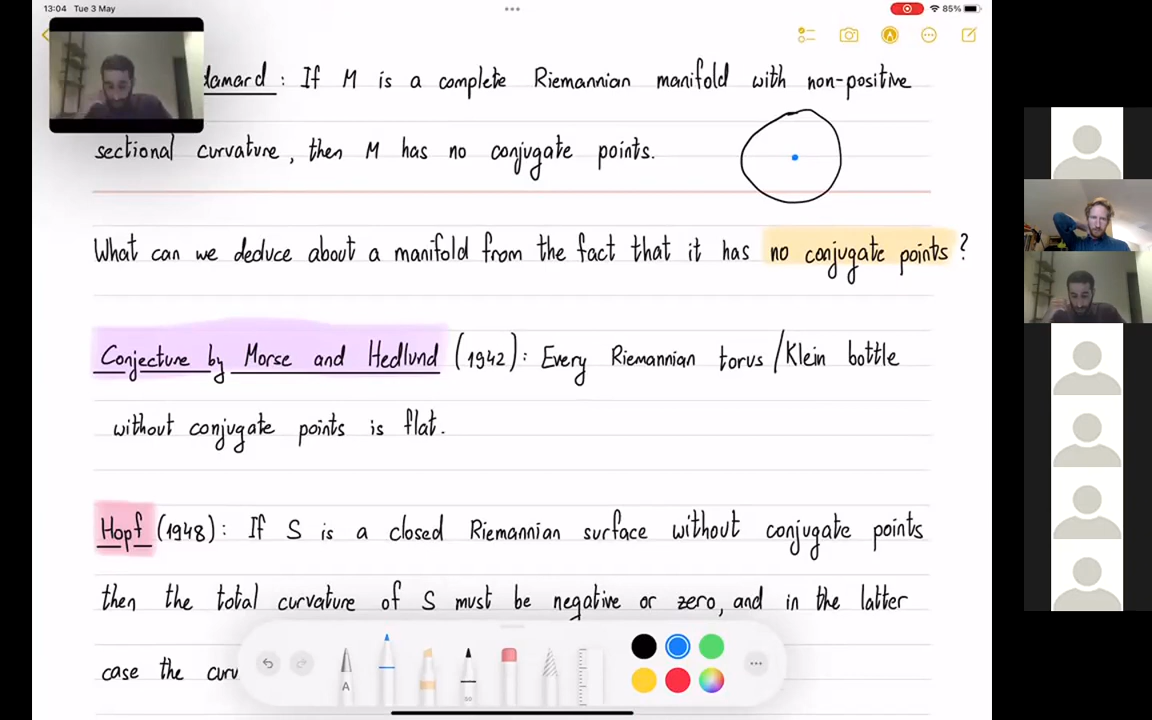 13:04 Tue 3 May
85%
damard : If M is a complete Riemannian manifold with non-positive
sectional curvature, then M has no conjugate points.
What can we deduce about a manifold from the fact that it has no conjugate points?
Conjecture by Morse and Hedlund (1942): Every Riemannian torus/Klein bottle
without conjugate points is flat.
Hopf (1948): If S is a closed Riemannian surface without conjugate points
then the total curvature of S must be negative or zero, and in the latter
case the curv
A